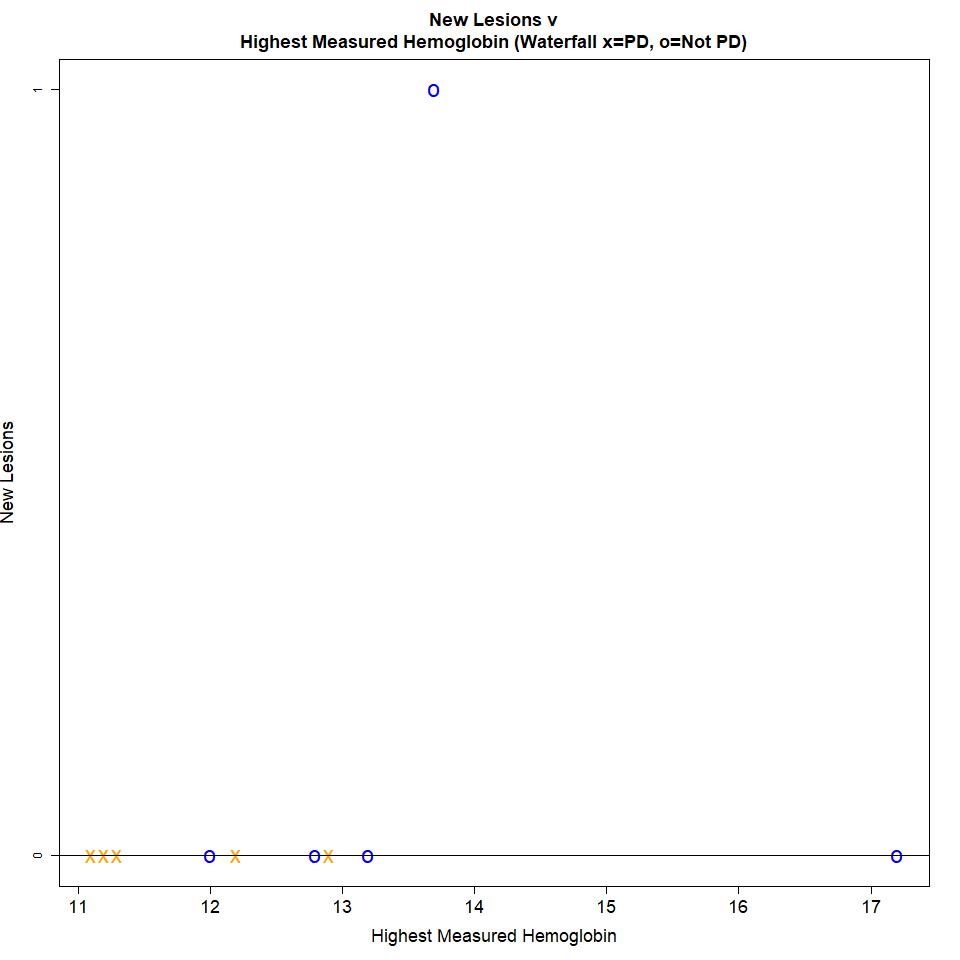 New Lesions v
Highest Measured Hemoglobin (Waterfall x=PD, o=Not PD)
1
New Lesions
0
o
x x x o x o x o o
11 12 13 14 15 16 17
Highest Measured Hemoglobin